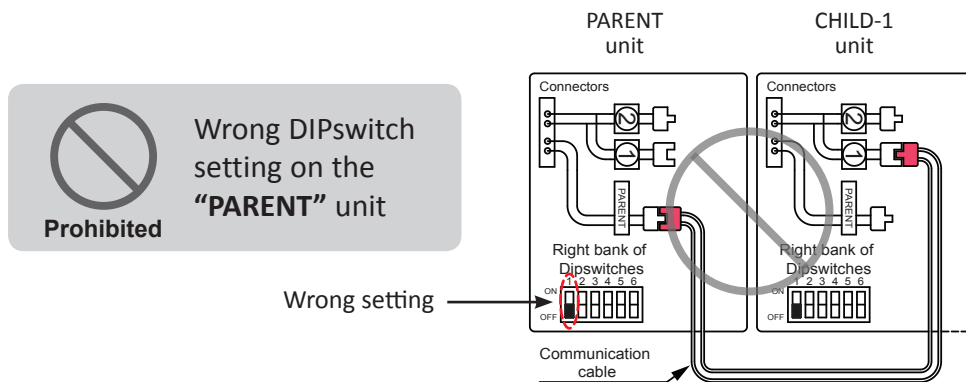 PARENT
unit
CHILD-1
unit
Prohibited
Wrong DIPswitch
setting on the
“PARENT” unit
Connectors
2
1
PARENT
Right bank of
Dipswitches
1 2 3 4 5 6
ON
OFF
Wrong setting
Connectors
2
1
PARENT
Right bank of
Dipswitches
1 2 3 4 5 6
ON
OFF
Communication
cable